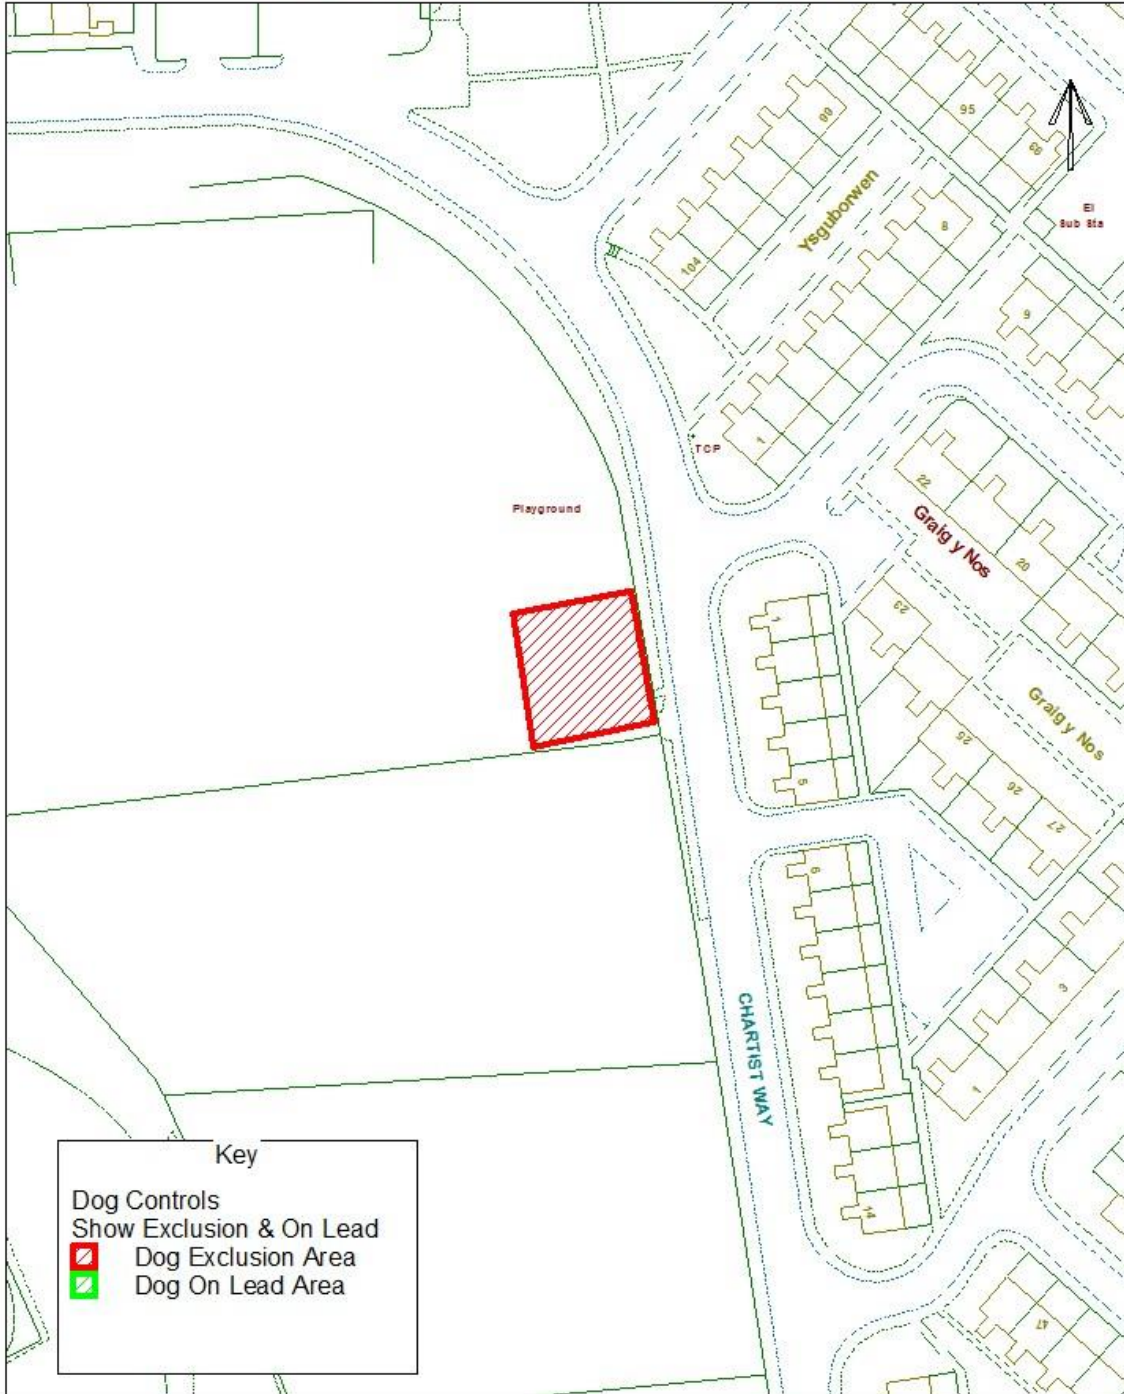 95
99
99
8
104
Ysguborwen
El
Sub Sta
9
1
TCP
22
Graig y Nos
20
Playground
23
1
Graig y Nos
25
26
27
5
6
3
1
CHARTIST WAY
14
47
Key
Dog Controls
Show Exclusion & On Lead
Dog Exclusion Area
Dog On Lead Area